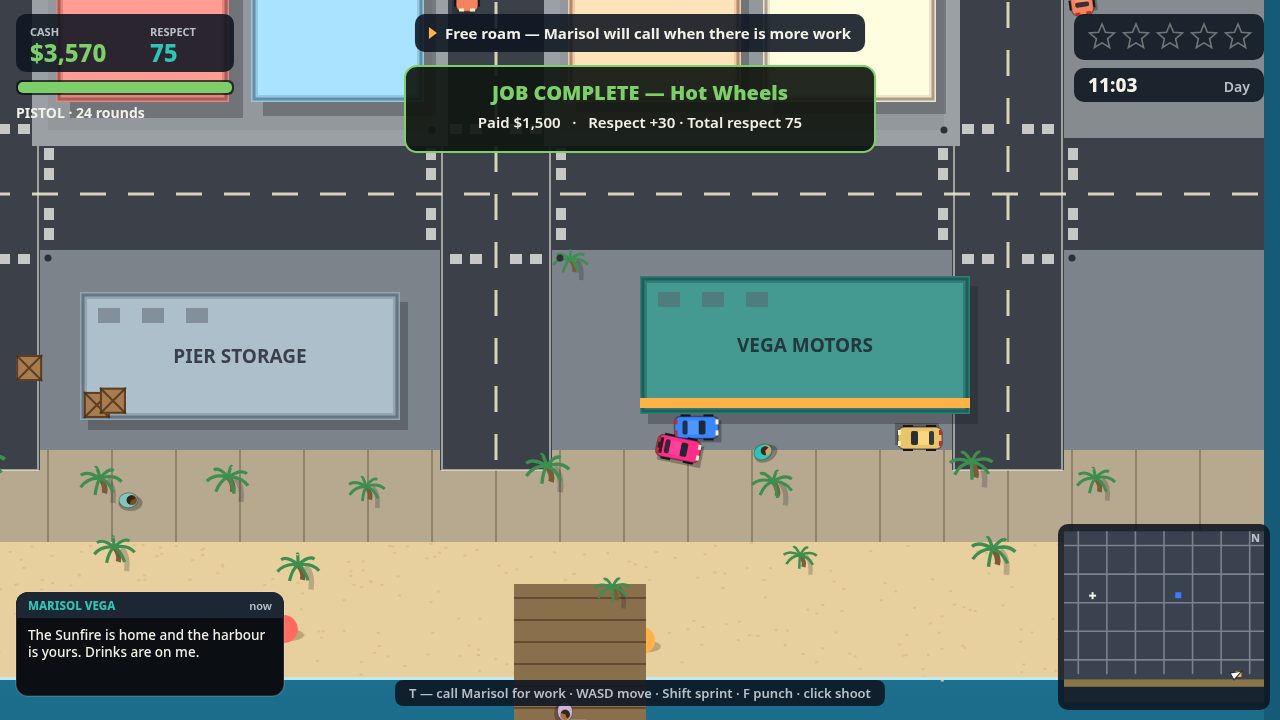 CASH
RESPECT
$3,570
75
PISTOL · 24 rounds
Free roam — Marisol will call when there is more work
JOB COMPLETE — Hot Wheels
Paid $1,500 · Respect +30 · Total respect 75
11:03
Day
PIER STORAGE
VEGA MOTORS
N
MARISOL VEGA
now
The Sunfire is home and the harbour
is yours. Drinks are on me.
T — call Marisol for work · WASD move · Shift sprint · F punch · click shoot